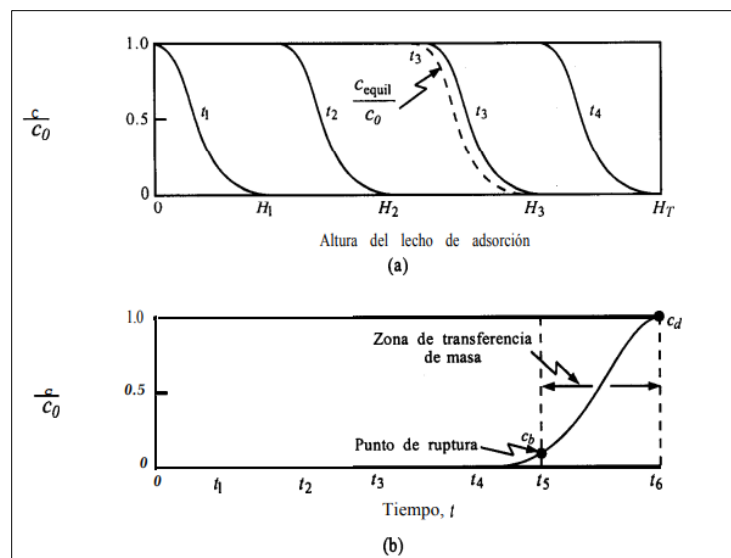 1.0
0.5
0
c
c0
t1
t2
t3
cequil
c0
t3
t4
0 H1 H2 H3 HT
Altura del lecho de adsorción
(a)
1.0
0.5
0
c
c0
cd
Zona de transferencia
de masa
Punto de ruptura
cb
0 t1 t2 t3 t4 t5 t6
Tiempo, t
(b)